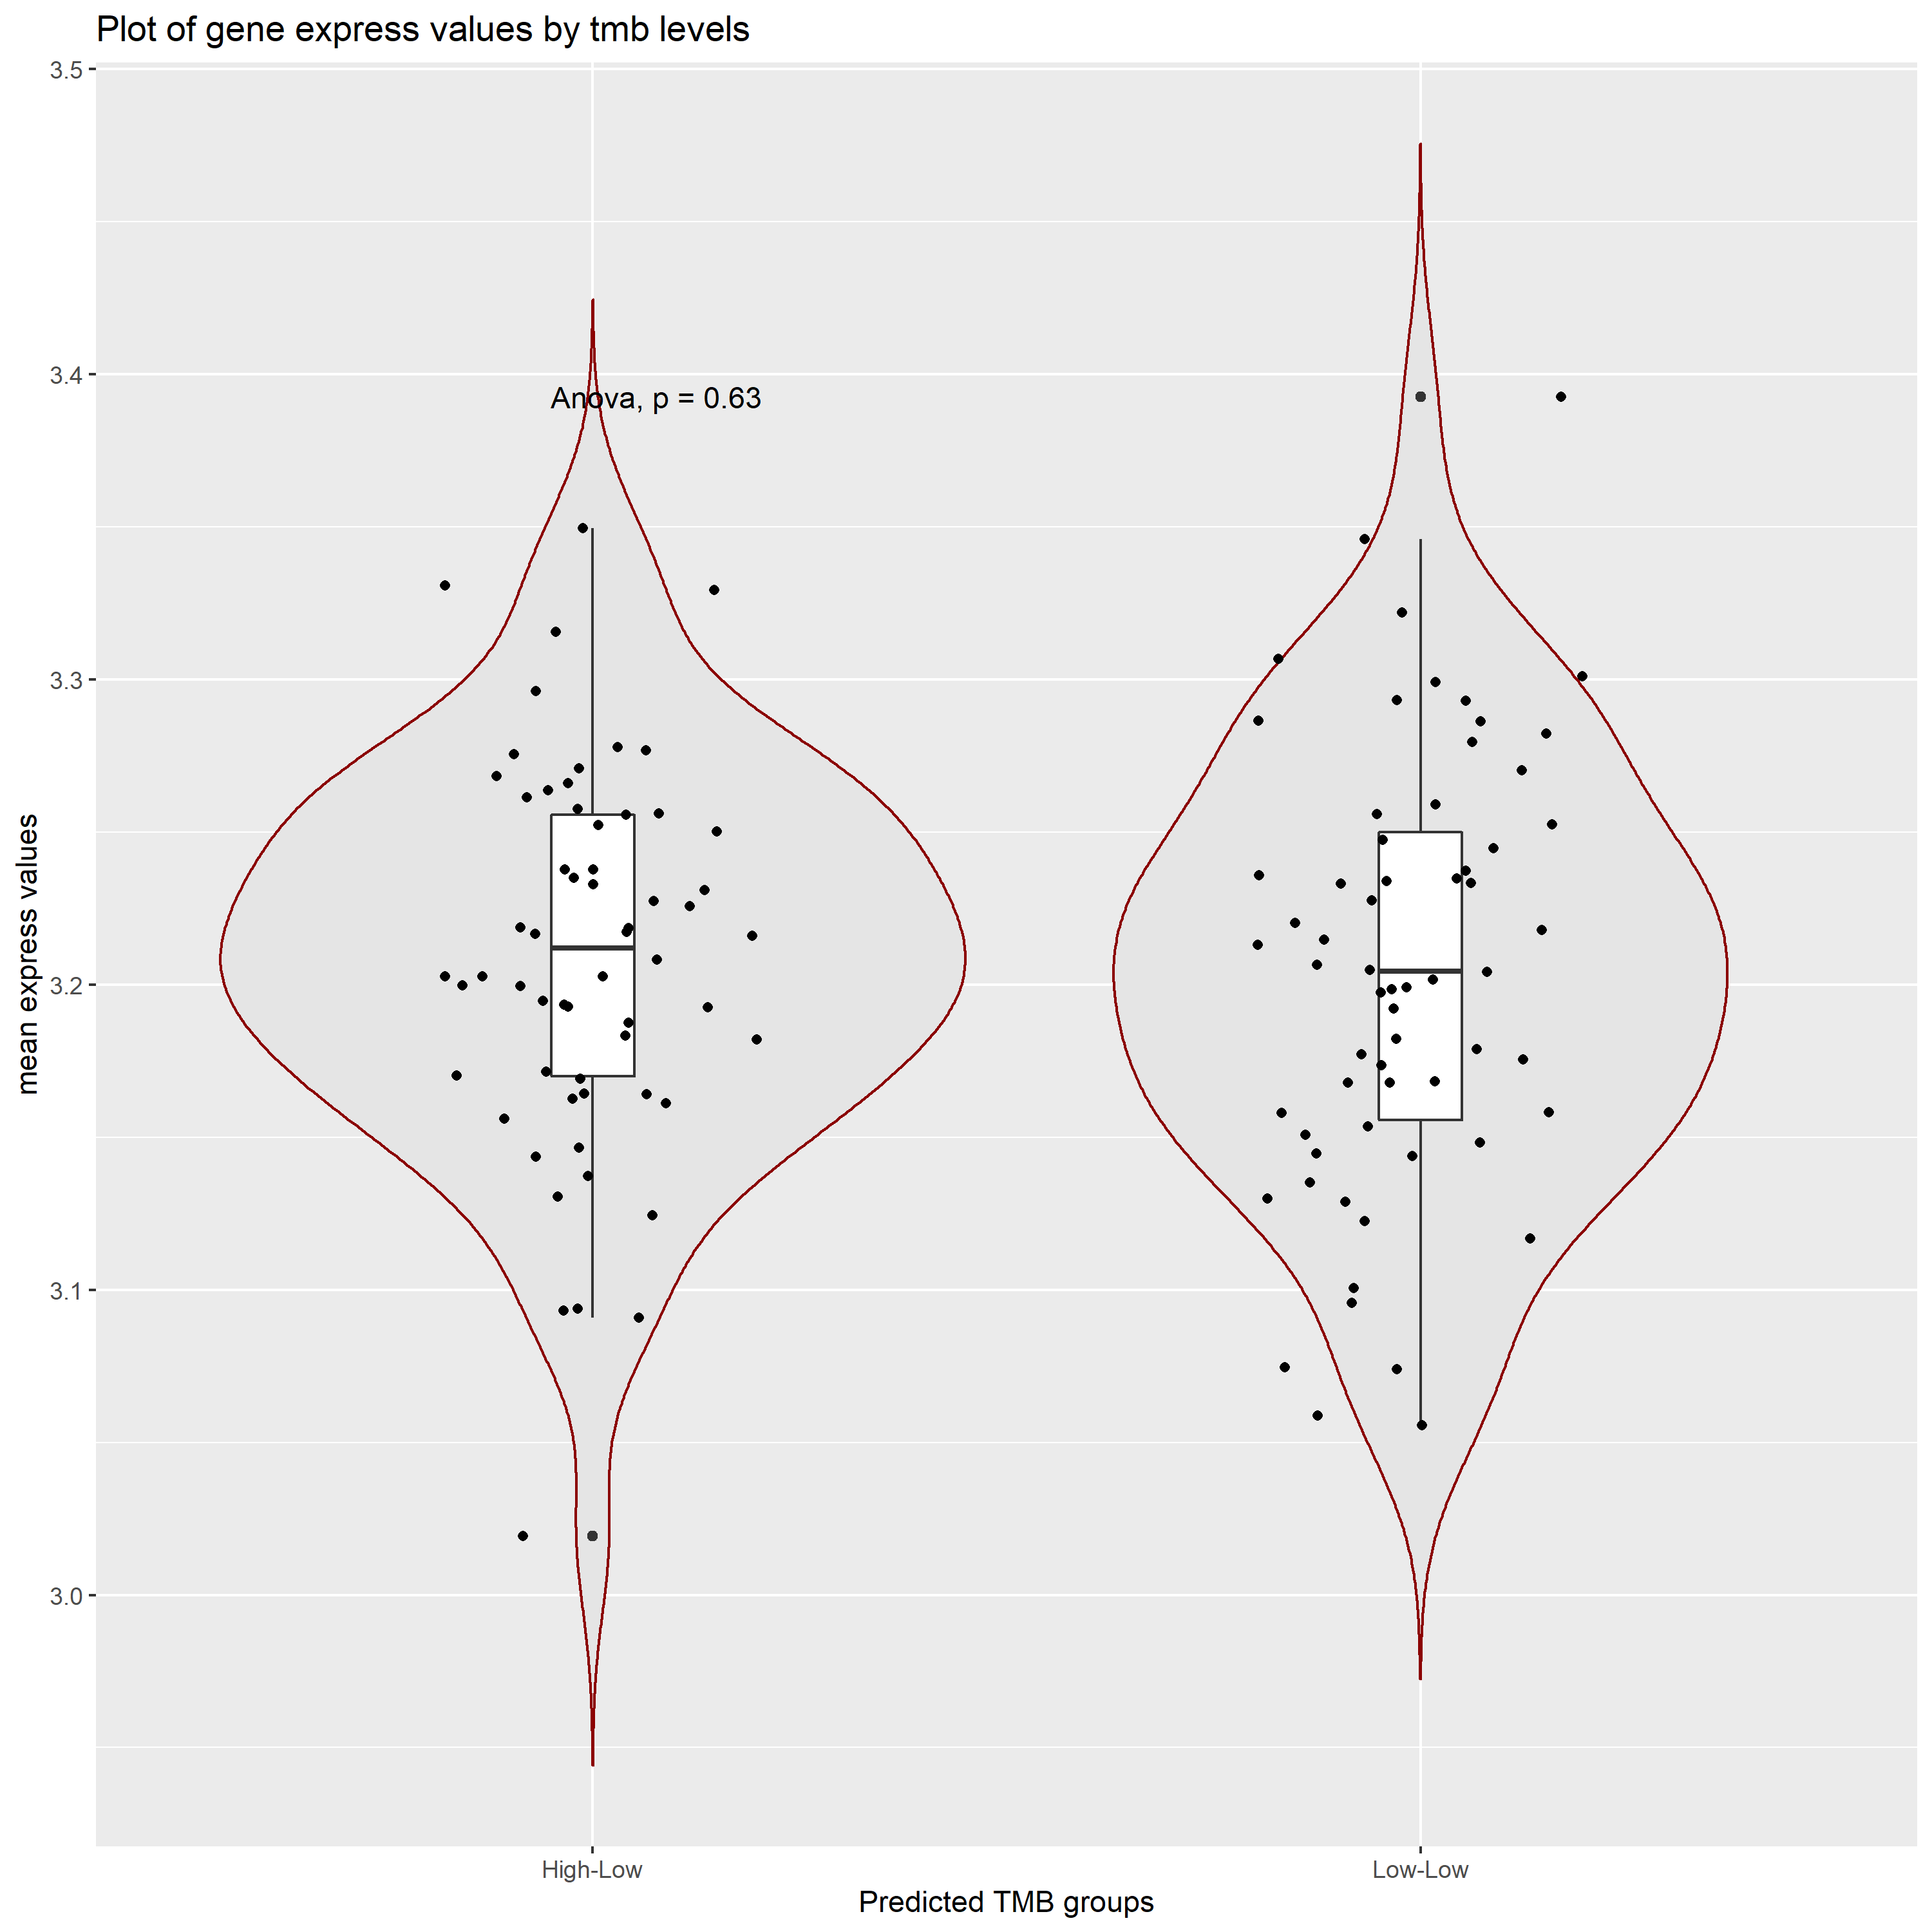 Plot of gene express values by tmb levels
3.5
3.4
Anova, p = 0.63
3.3
3.2
mean express values
3.1
3.0
High-Low
Low-Low
Predicted TMB groups